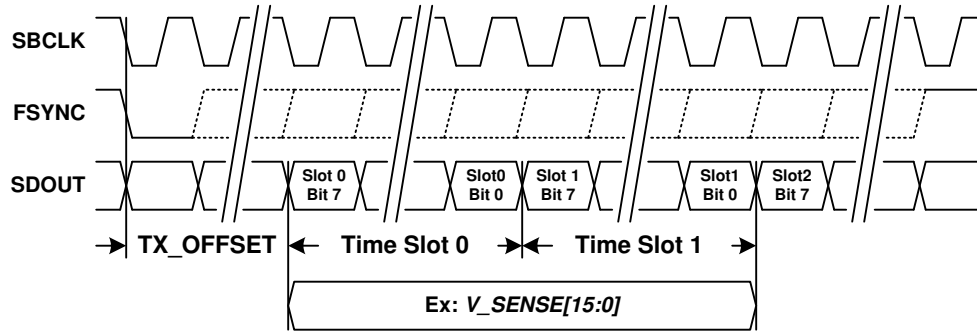 SBCLK
FSYNC
SDOUT
Slot 0
Bit 7
Slot0
Bit 0
Slot 1
Bit 7
Slot1
Bit 0
Slot2
Bit 7
TX_OFFSET
Time Slot 0
Time Slot 1
Ex: V_SENSE[15:0]